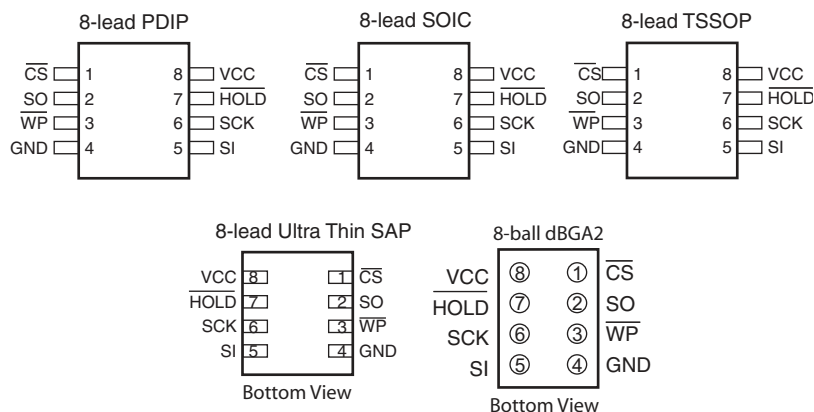 8-lead PDIP
CS 1 8 VCC
SO 2 7 HOLD
WP 3 6 SCK
GND 4 5 SI
8-lead SOIC
CS 1 8 VCC
SO 2 7 HOLD
WP 3 6 SCK
GND 4 5 SI
8-lead TSSOP
CS 1 8 VCC
SO 2 7 HOLD
WP 3 6 SCK
GND 4 5 SI
8-lead Ultra Thin SAP
VCC 8 1 CS
HOLD 7 2 SO
SCK 6 3 WP
SI 5 4 GND
Bottom View
8-ball dBGA2
VCC 8 1 CS
HOLD 7 2 SO
SCK 6 3 WP
SI 5 4 GND
Bottom View